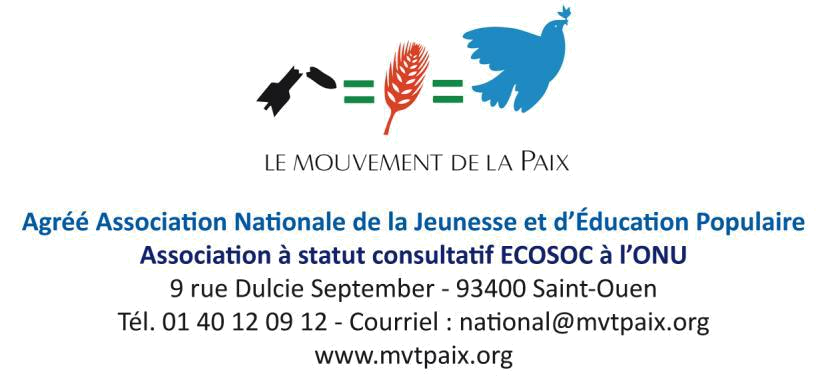 LE MOUVEMENT DE LA PAIX
Agréé Association Nationale de la Jeunesse et d’Éducation Populaire
Association à statut consultatif ECOSOC à l’ONU
9 rue Dulcie September - 93400 Saint-Ouen
Tél. 01 40 12 09 12 - Courriel : national@mvtpaix.org
www.mvtpaix.org